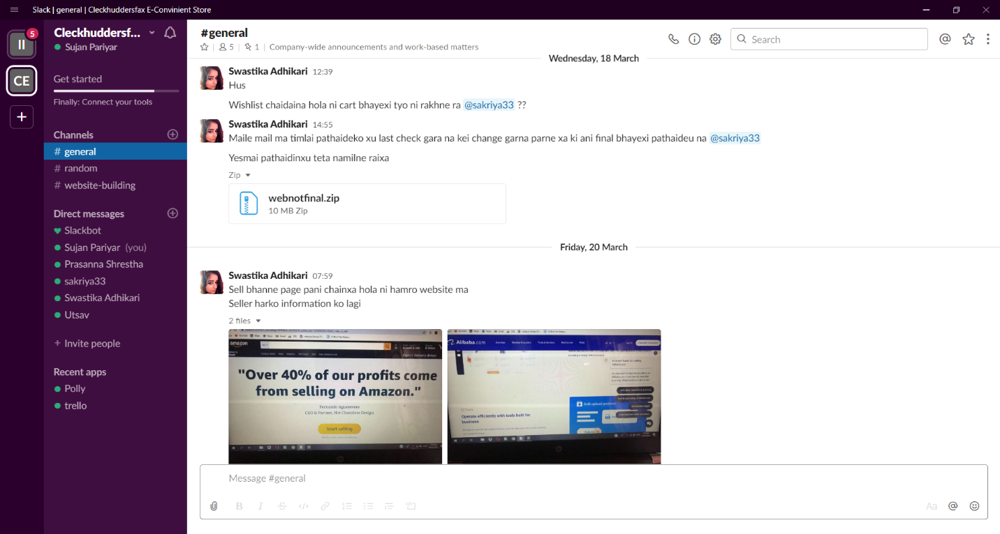 Slack | general | Cleckhuddersfax E-Convinient Store
II
5
CE
Cleckhuddersf...
Sujan Pariyar
Get started
Finally: Connect your tools
Channels
# general
# random
# website-building
Direct messages
Slackbot
Sujan Pariyar (you)
Prasanna Shrestha
sakriya33
Swastika Adhikari
Utsav
+ Invite people
Recent apps
Polly
trello
#general
5
1
Company-wide announcements and work-based matters
Search
Wednesday, 18 March
Swastika Adhikari 12:39
Hus
Wishlist chaidaina hola ni cart bhayexi tyo ni rakhne ra @sakriya33 ??
Swastika Adhikari 14:55
Maile mail ma timlai pathaideko xu last check gara na kei change garna parne xa ki ani final bhayexi pathaideu na @sakriya33
Yesmai pathaidinxu teta namilne raixa
Zip
webnotfinal.zip
10 MB Zip
Friday, 20 March
Swastika Adhikari 07:59
Sell bhanne page pani chainxa hola ni hamro website ma
Seller harko information ko lagi
2 files
amazon
Expect delivery delays
"Over 40% of our profits come
from selling on Amazon."
Fernando Aguenevere
CEO & Partner, Hot Chocolate Design
Start selling
Alibaba.com
Bulk upload products
Operate efficiently with tools built for
business
Message #general
B I S </>
Aa @